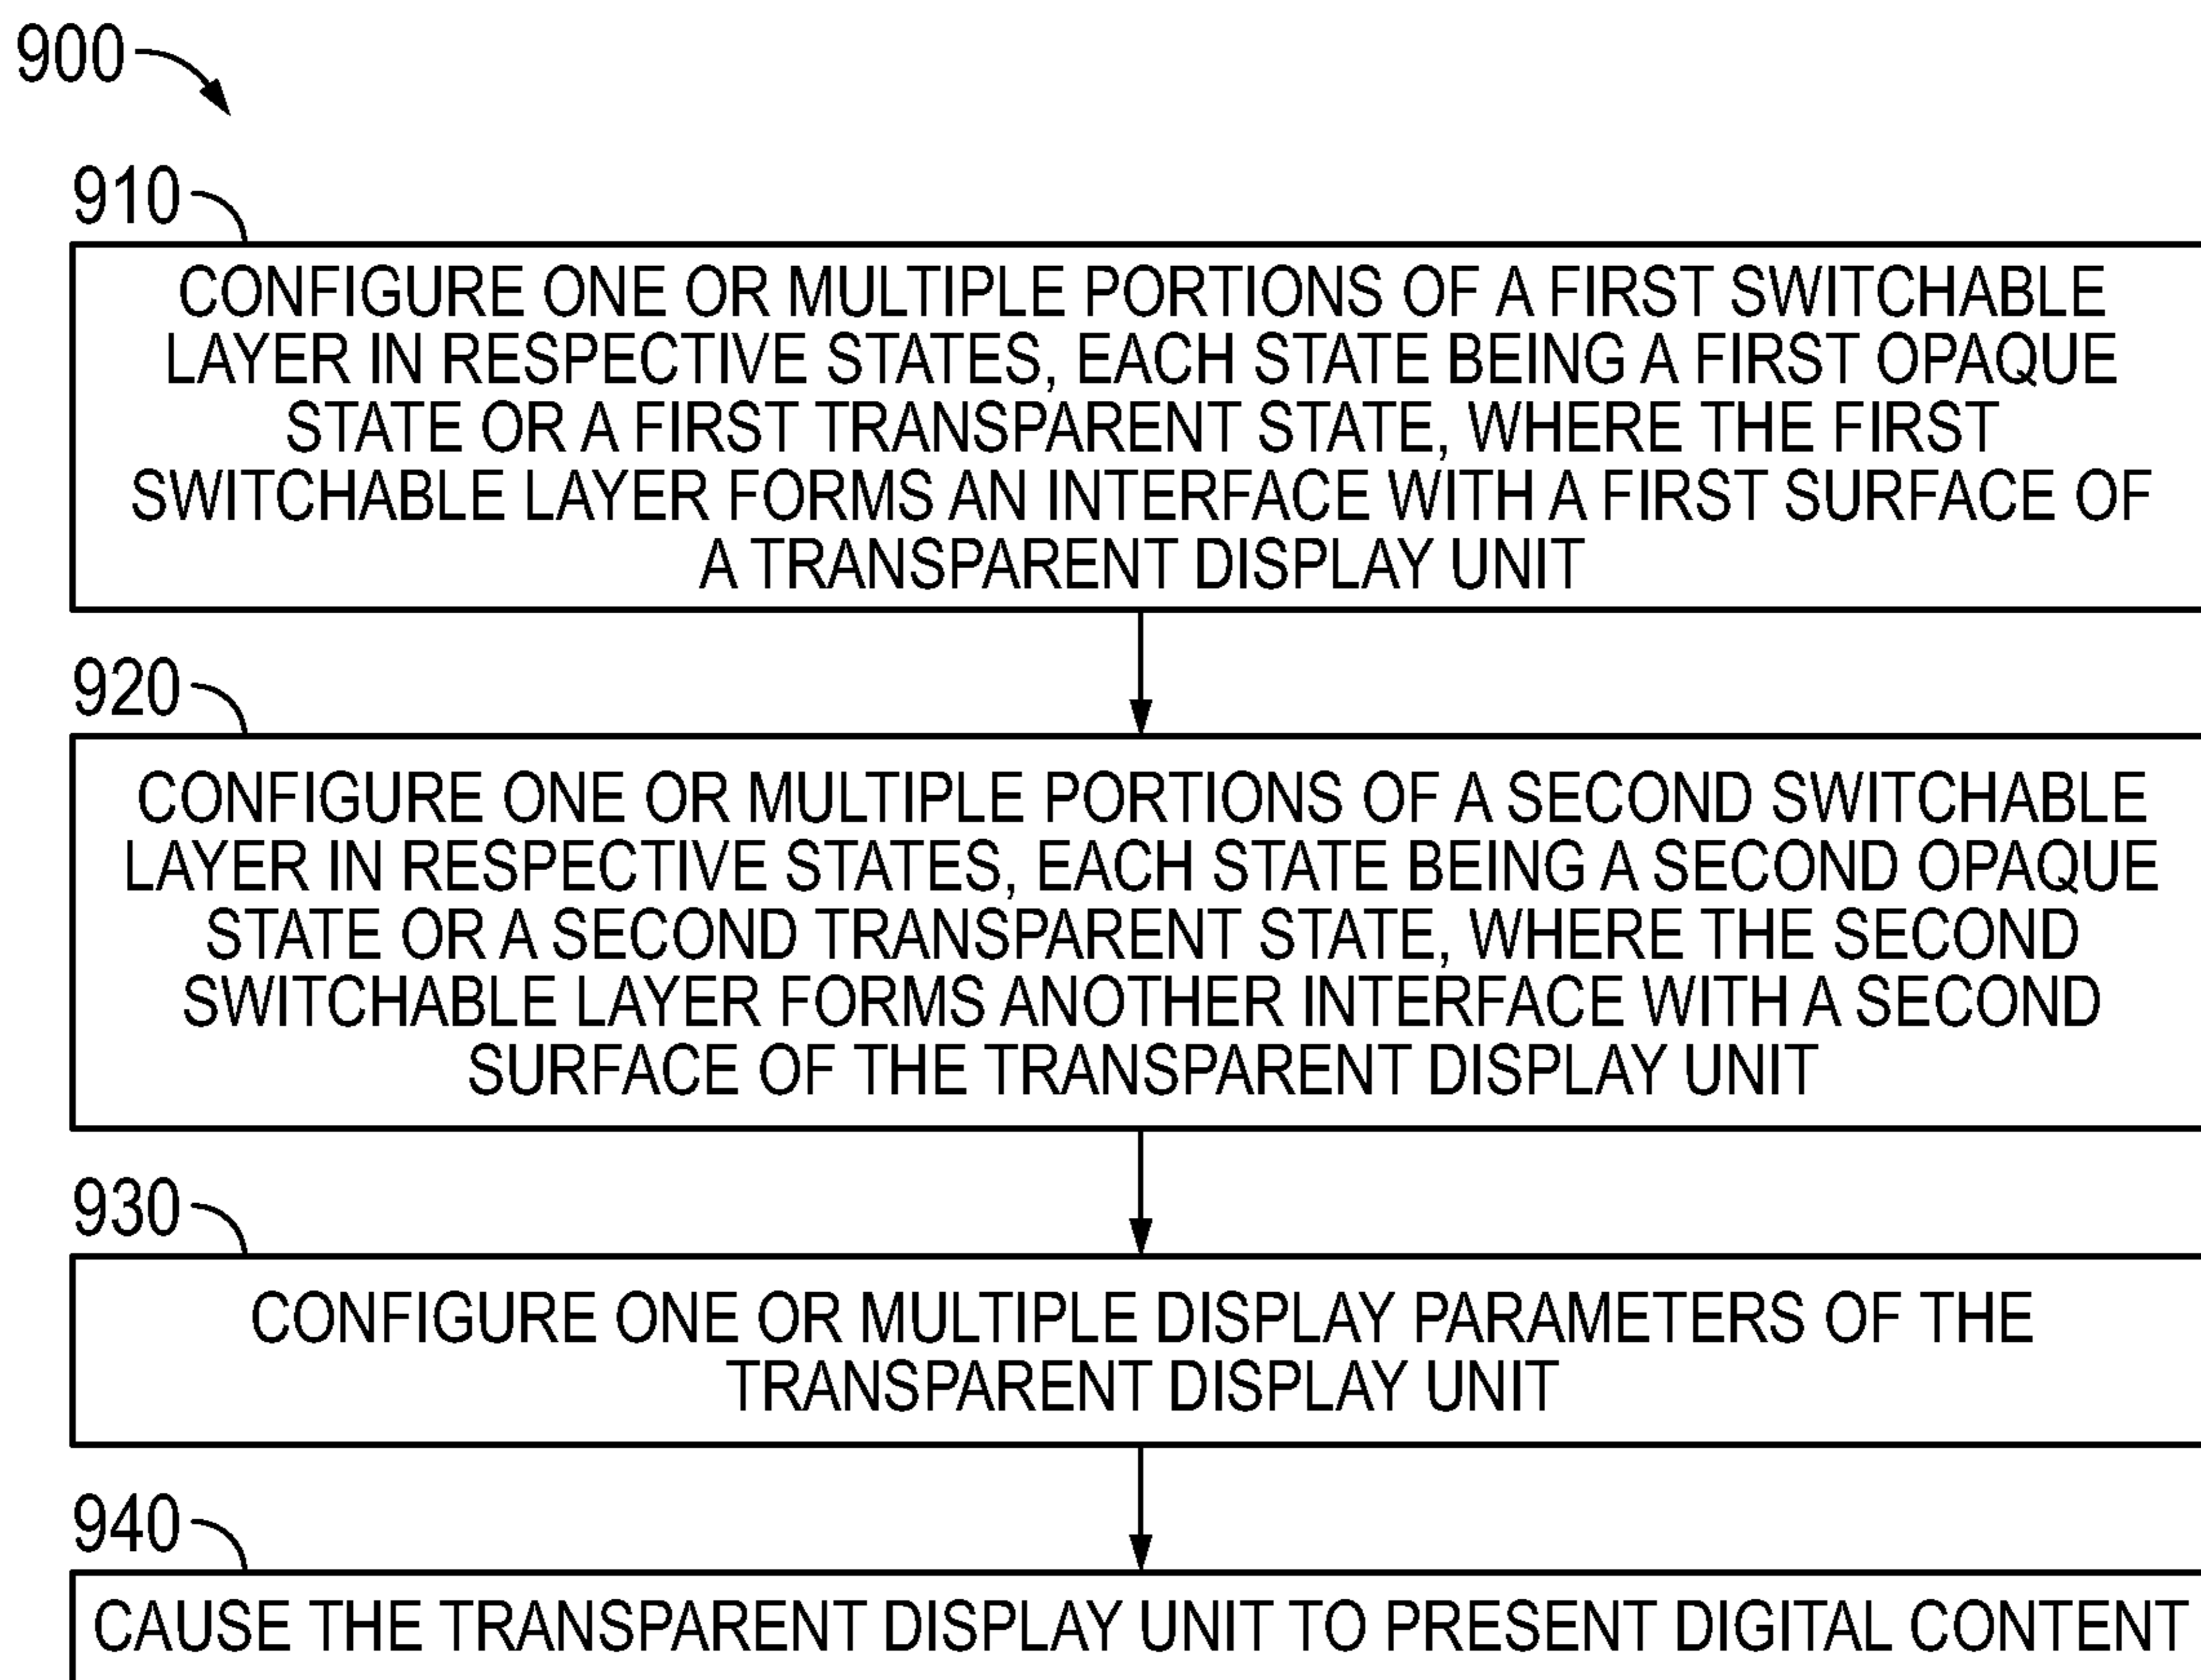 900
910
CONFIGURE ONE OR MULTIPLE PORTIONS OF A FIRST SWITCHABLE
LAYER IN RESPECTIVE STATES, EACH STATE BEING A FIRST OPAQUE
STATE OR A FIRST TRANSPARENT STATE, WHERE THE FIRST
SWITCHABLE LAYER FORMS AN INTERFACE WITH A FIRST SURFACE OF
A TRANSPARENT DISPLAY UNIT
920
CONFIGURE ONE OR MULTIPLE PORTIONS OF A SECOND SWITCHABLE
LAYER IN RESPECTIVE STATES, EACH STATE BEING A SECOND OPAQUE
STATE OR A SECOND TRANSPARENT STATE, WHERE THE SECOND
SWITCHABLE LAYER FORMS ANOTHER INTERFACE WITH A SECOND
SURFACE OF THE TRANSPARENT DISPLAY UNIT
930
CONFIGURE ONE OR MULTIPLE DISPLAY PARAMETERS OF THE
TRANSPARENT DISPLAY UNIT
940
CAUSE THE TRANSPARENT DISPLAY UNIT TO PRESENT DIGITAL CONTENT